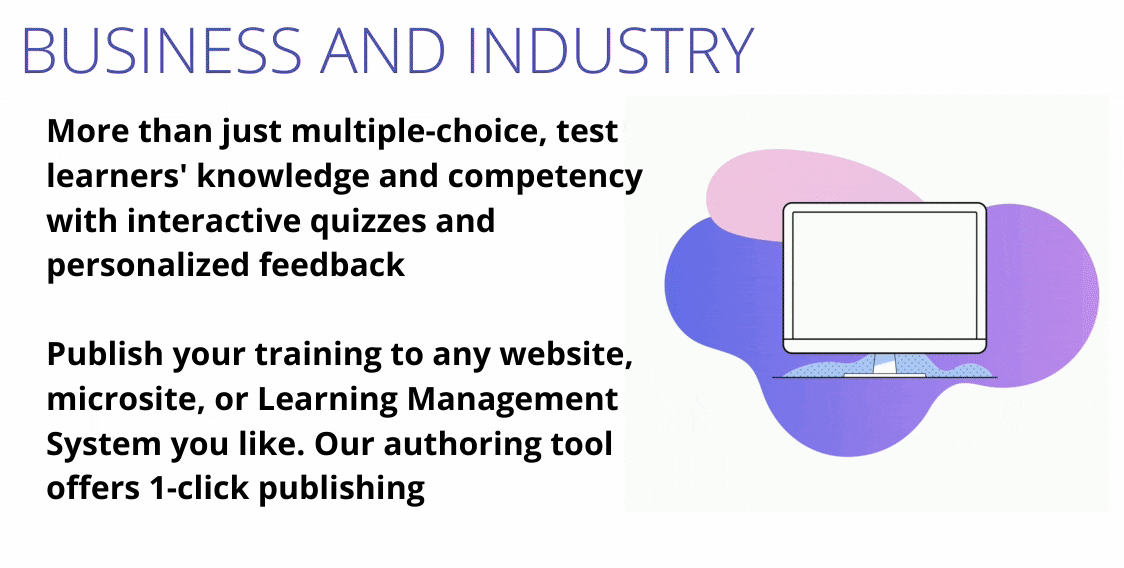 BUSINESS AND INDUSTRY
More than just multiple-choice, test
learners' knowledge and competency
with interactive quizzes and
personalized feedback
Publish your training to any website,
microsite, or Learning Management
System you like. Our authoring tool
offers 1-click publishing